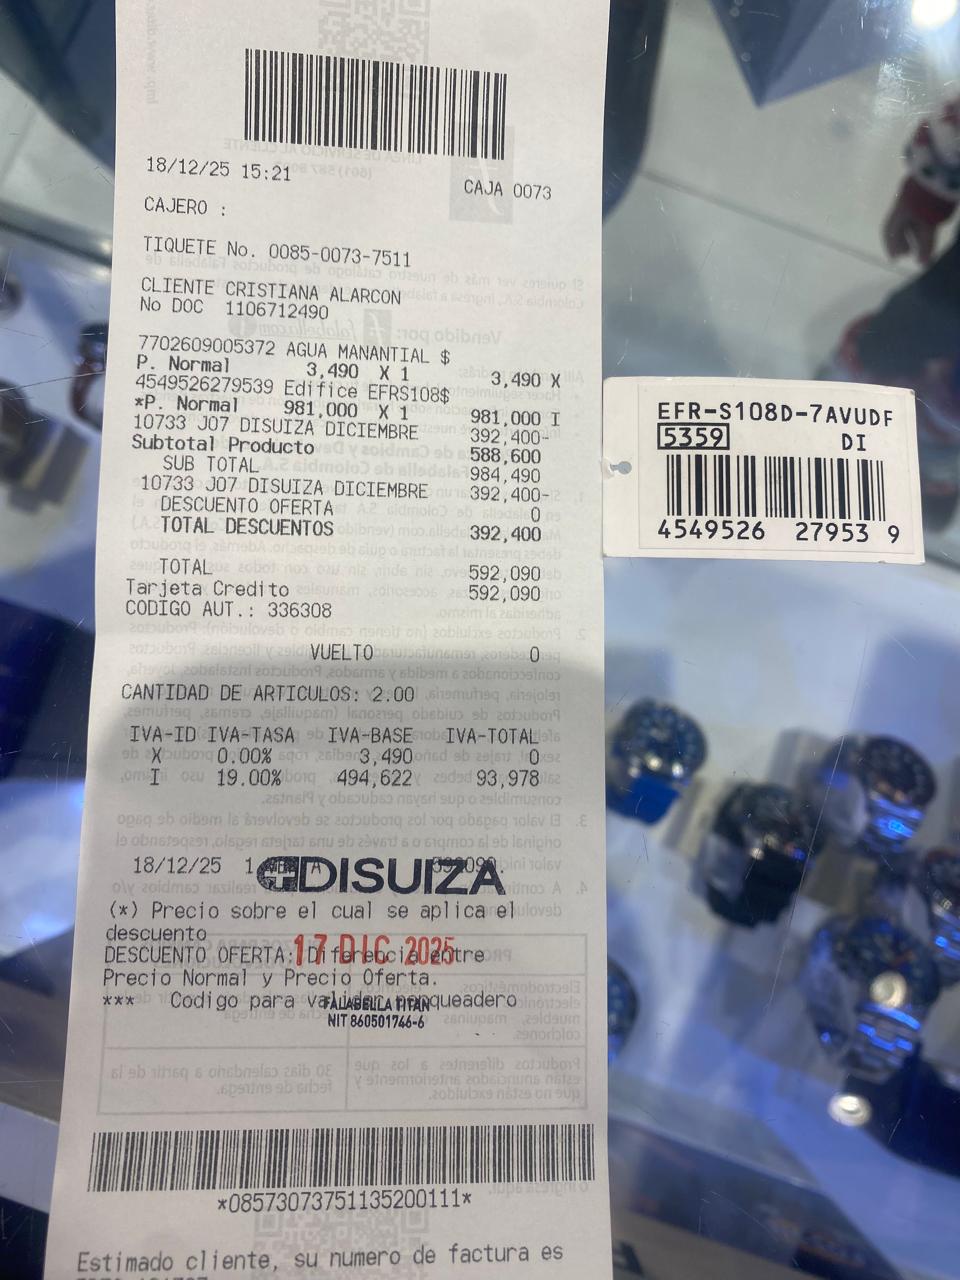 18/12/25 15:21
CAJA 0073
CAJERO :
TIQUETE No. 0085-0073-7511
CLIENTE CRISTIANA ALARCON
No DOC 1106712490
7702609005372 AGUA MANANTIAL $
P. Normal 3,490 X 1 3,490 X
4549526279539 Edifice EFRS108$
*P. Normal 981,000 X 1 981,000 I
10733 J07 DISUIZA DICIEMBRE 392,400-
Subtotal Producto 588,600
SUB TOTAL 984,490
10733 J07 DISUIZA DICIEMBRE 392,400-
DESCUENTO OFERTA 0
TOTAL DESCUENTOS 392,400
TOTAL 592,090
Tarjeta Credito 592,090
CODIGO AUT.: 336308
VUELTO 0
CANTIDAD DE ARTICULOS: 2.00
IVA-ID IVA-TASA IVA-BASE IVA-TOTAL
X 0.00% 3,490 0
I 19.00% 494,622 93,978
18/12/25
DISUIZA
(*) Precio sobre el cual se aplica el
descuento
DESCUENTO OFERTA: Diferencia entre
17 DIC 2025
Precio Normal y Precio Oferta.
*** Codigo para validar parqueadero
FALABELLA TITAN
NIT 860501746-6
*08573073751135200111*
Estimado cliente, su numero de factura es
EFR-S108D-7AVUDF
5359 DI
4549526 27953 9